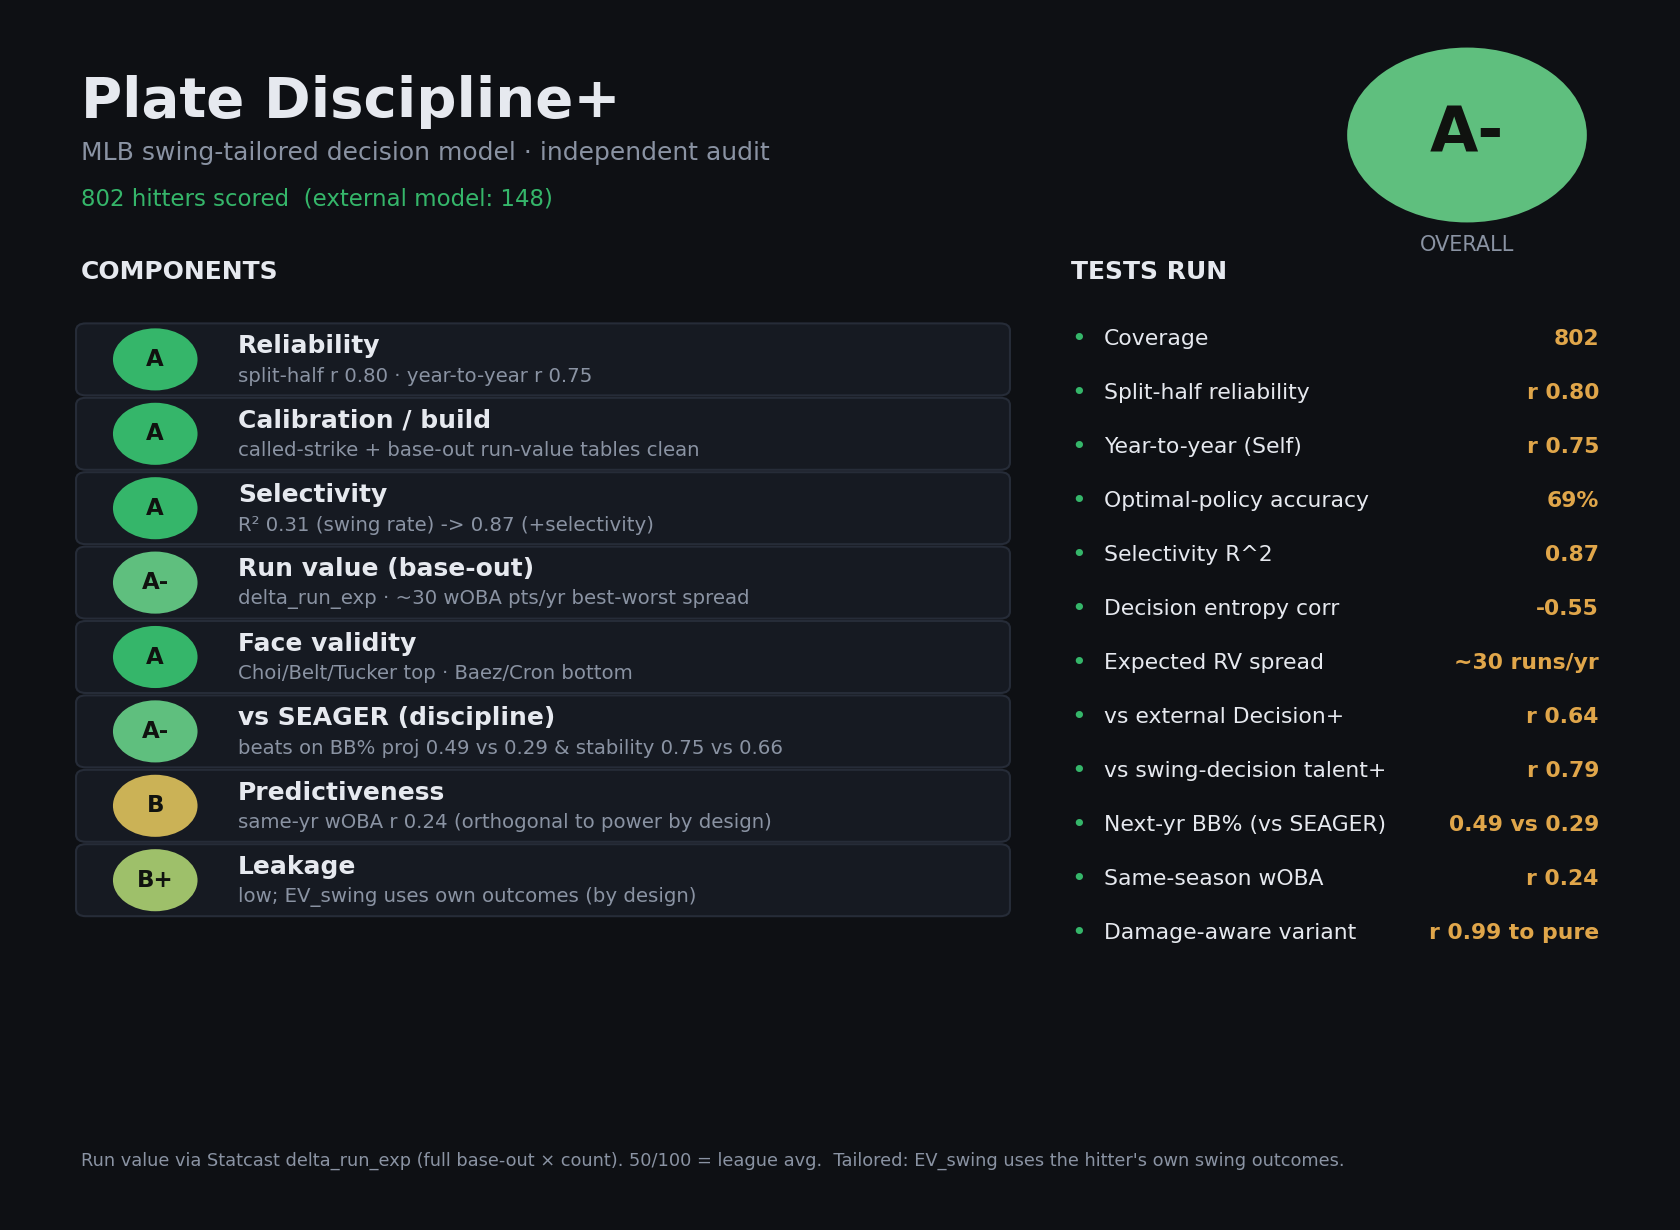 Plate Discipline+
MLB swing-tailored decision model · independent audit
802 hitters scored  (external model: 148)
A-
OVERALL
COMPONENTS
A
Reliability
split-half r 0.80 · year-to-year r 0.75
A
Calibration / build
called-strike + base-out run-value tables clean
A
Selectivity
R² 0.31 (swing rate) -> 0.87 (+selectivity)
A-
Run value (base-out)
delta_run_exp · ~30 wOBA pts/yr best-worst spread
A
Face validity
Choi/Belt/Tucker top · Baez/Cron bottom
A-
vs SEAGER (discipline)
beats on BB% proj 0.49 vs 0.29 & stability 0.75 vs 0.66
B
Predictiveness
same-yr wOBA r 0.24 (orthogonal to power by design)
B+
Leakage
low; EV_swing uses own outcomes (by design)
TESTS RUN
• Coverage 802
• Split-half reliability r 0.80
• Year-to-year (Self) r 0.75
• Optimal-policy accuracy 69%
• Selectivity R^2 0.87
• Decision entropy corr -0.55
• Expected RV spread ~30 runs/yr
• vs external Decision+ r 0.64
• vs swing-decision talent+ r 0.79
• Next-yr BB% (vs SEAGER) 0.49 vs 0.29
• Same-season wOBA r 0.24
• Damage-aware variant r 0.99 to pure
Run value via Statcast delta_run_exp (full base-out × count). 50/100 = league avg.  Tailored: EV_swing uses the hitter's own swing outcomes.